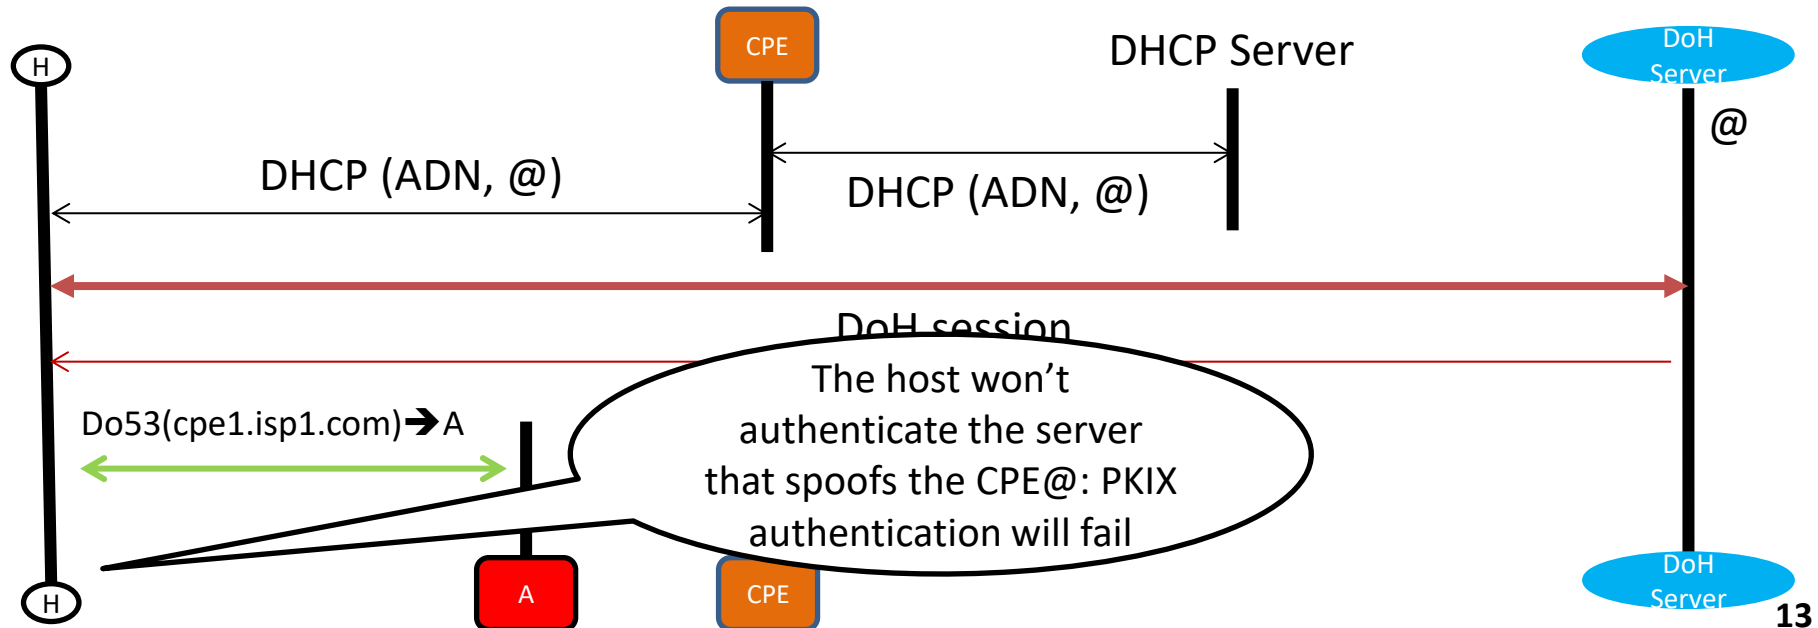 H
CPE
DHCP Server
DoH
Server
@
DHCP (ADN, @)
DHCP (ADN, @)
DoH session
Do53(cpe1.isp1.com)➔A
The host won’t
authenticate the server
that spoofs the CPE@: PKIX
authentication will fail
H
A
CPE
DoH
Server
13